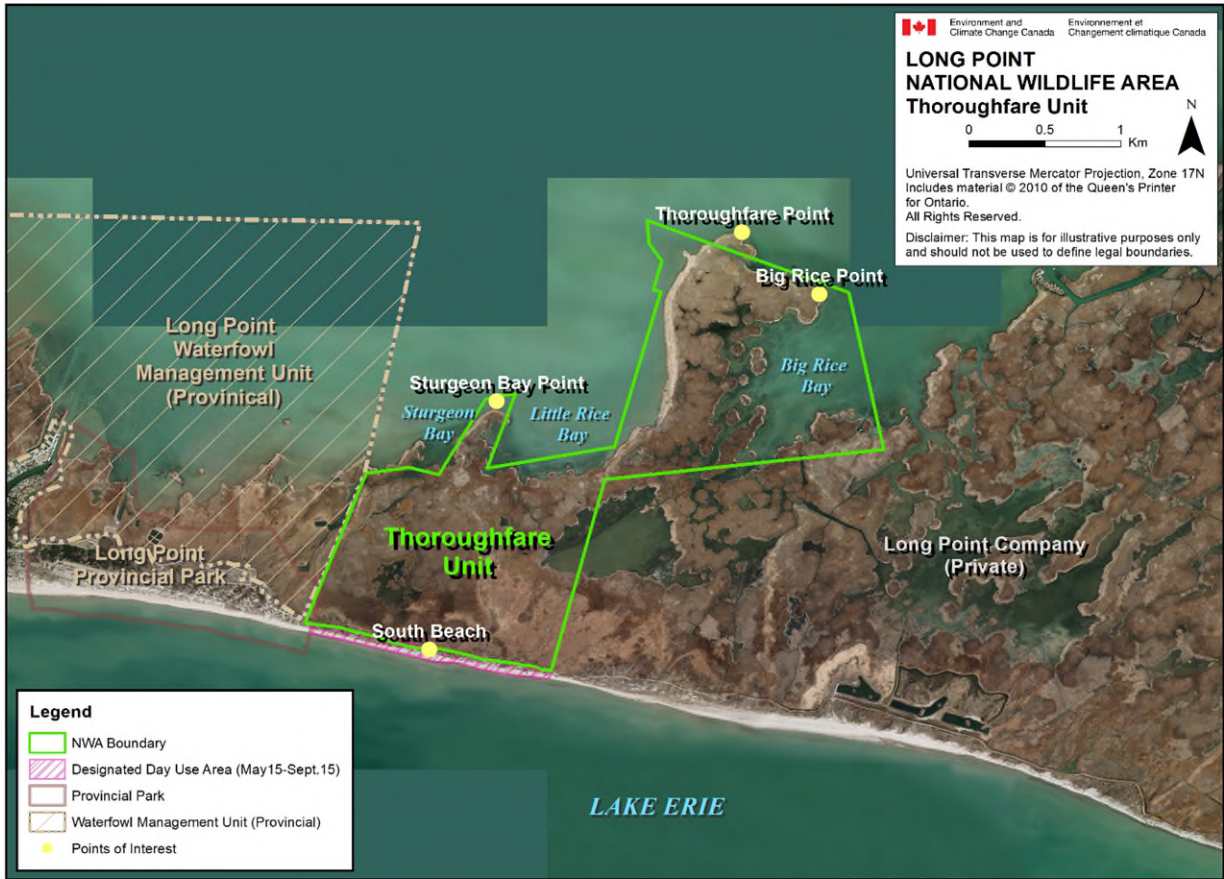 Environment and
Climate Change Canada
Environnement et
Changement climatique Canada
LONG POINT
NATIONAL WILDLIFE AREA
Thoroughfare Unit
N
0 0.5 1
Km
Universal Transverse Mercator Projection, Zone 17N
Includes material © 2010 of the Queen's Printer
for Ontario.
All Rights Reserved.
Disclaimer: This map is for illustrative purposes only
and should not be used to define legal boundaries.
Thoroughfare Point
Big Rice Point
Long Point
Waterfowl
Management Unit
(Provinical)
Big Rice
Bay
Sturgeon Bay Point
Sturgeon
Bay
Little Rice
Bay
Thoroughfare
Unit
Long Point Company
(Private)
Long Point
Provincial Park
South Beach
Legend
NWA Boundary
Designated Day Use Area (May15-Sept.15)
Provincial Park
Waterfowl Management Unit (Provincial)
Points of Interest
LAKE ERIE